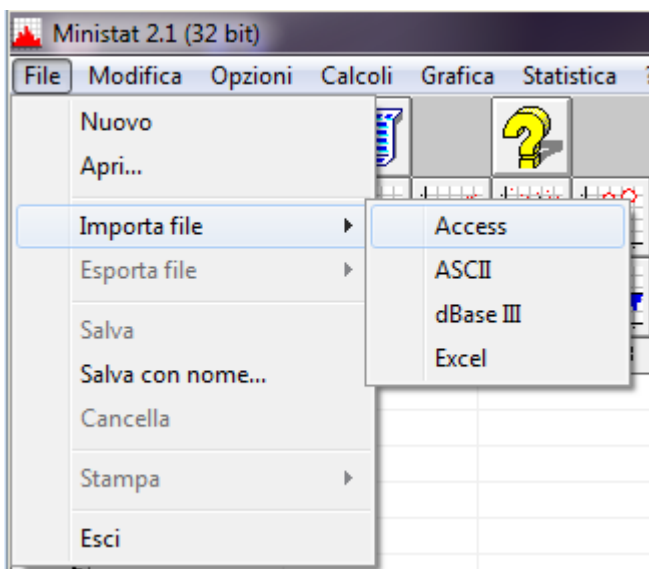 Ministat 2.1 (32 bit)
File Modifica Opzioni Calcoli Grafica Statistica ?
Nuovo
Apri...
Importa file
Access
Esporta file
ASCII
dBase III
Salva
Excel
Salva con nome...
Cancella
Stampa
Esci